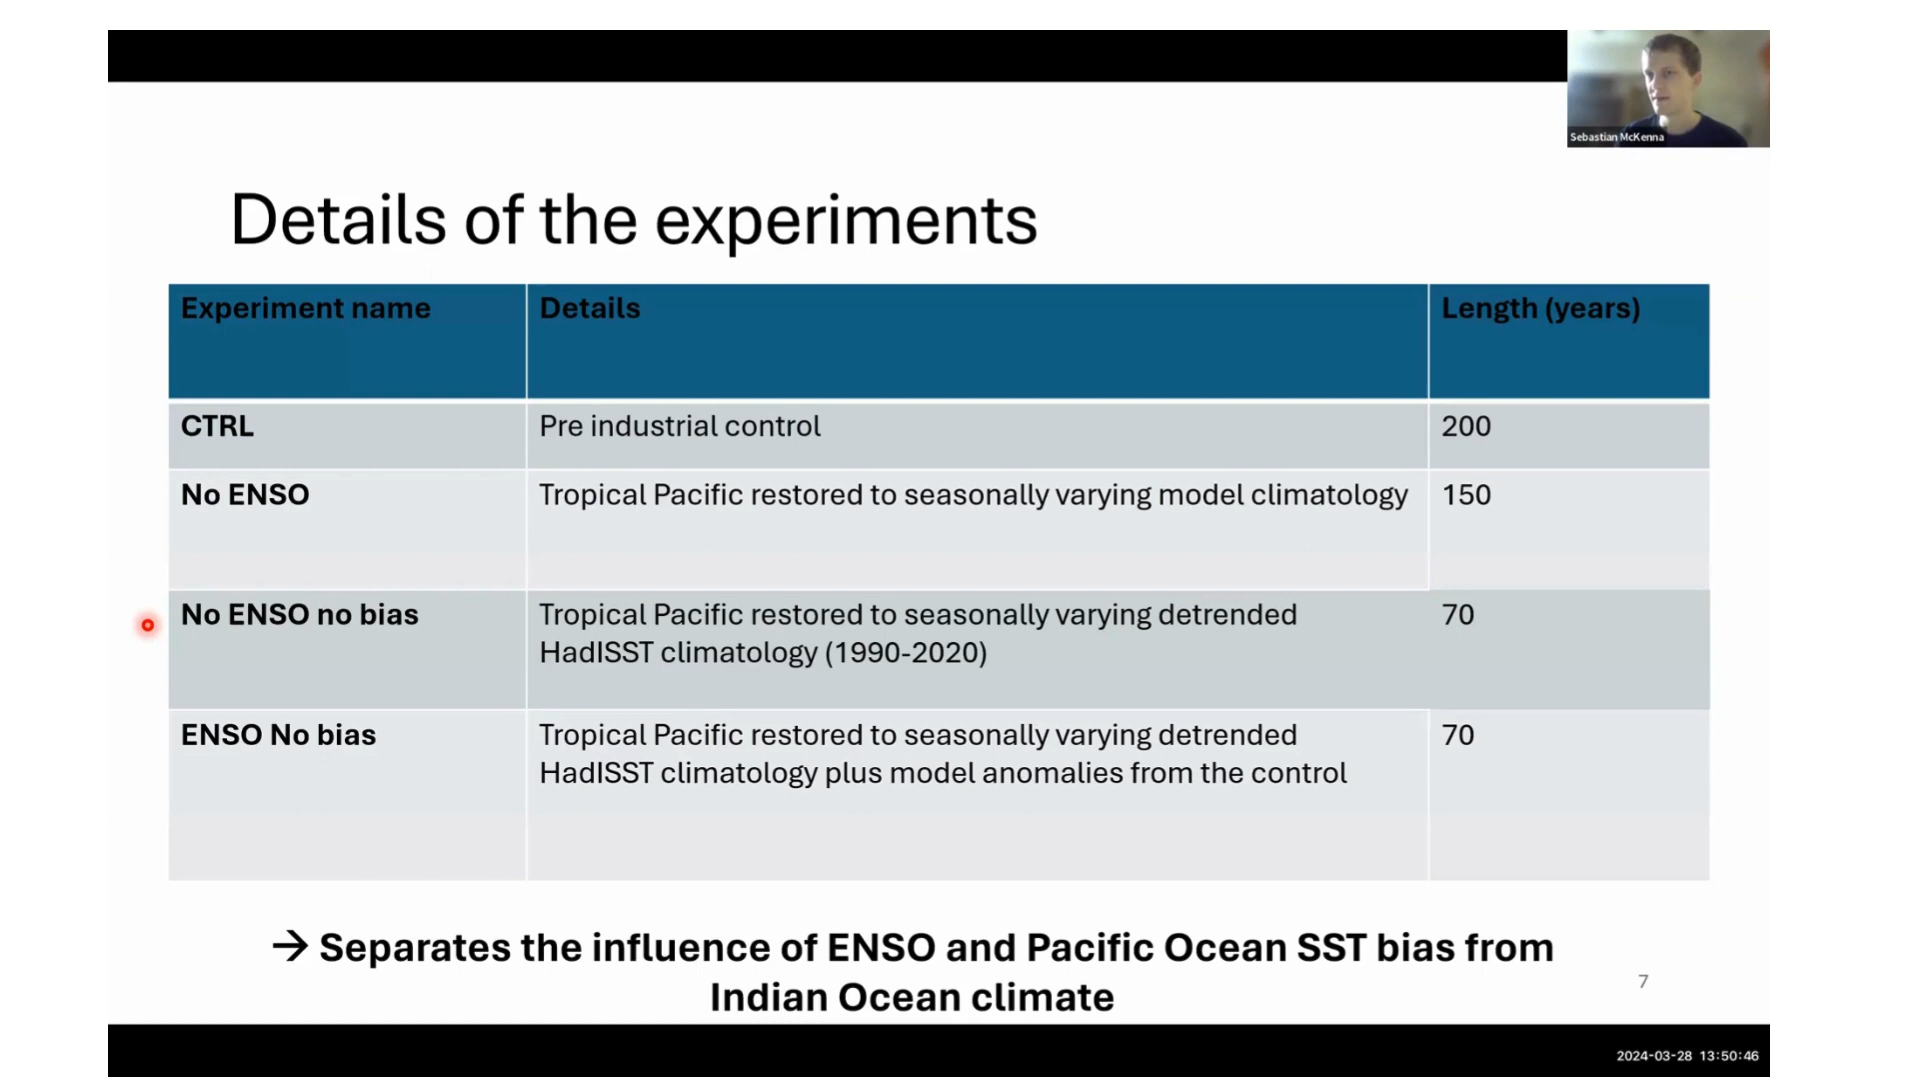 Sebastian McKenna
Details of the experiments
Experiment name
Details
Length (years)
CTRL
Pre industrial control
200
No ENSO
Tropical Pacific restored to seasonally varying model climatology
150
No ENSO no bias
Tropical Pacific restored to seasonally varying detrended
HadISST climatology (1990-2020)
70
ENSO No bias
Tropical Pacific restored to seasonally varying detrended
HadISST climatology plus model anomalies from the control
70
→ Separates the influence of ENSO and Pacific Ocean SST bias from
Indian Ocean climate
7
2024-03-28 13:50:46